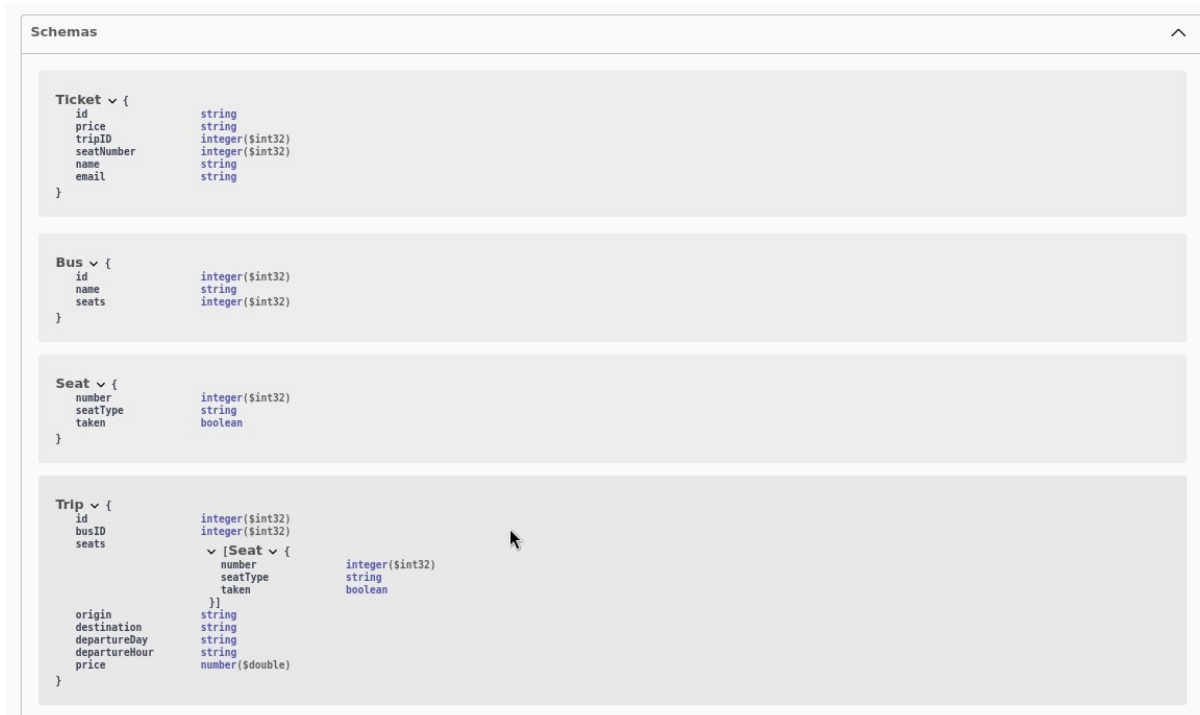 Schemas
Ticket {
id string
price string
tripID integer($int32)
seatNumber integer($int32)
name string
email string
}
Bus {
id integer($int32)
name string
seats integer($int32)
}
Seat {
number integer($int32)
seatType string
taken boolean
}
Trip {
id integer($int32)
busID integer($int32)
seats
[Seat {
number integer($int32)
seatType string
taken boolean
}]
origin string
destination string
departureDay string
departureHour string
price number($double)
}